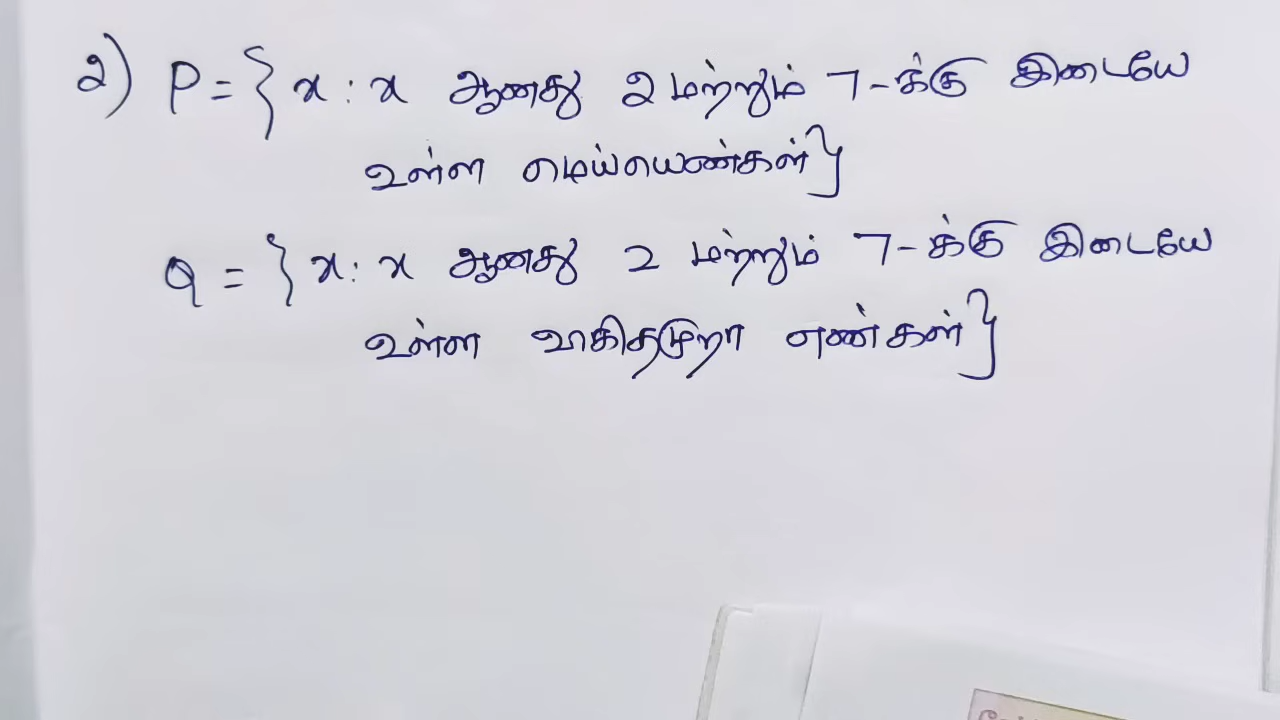 2) P = { x : x ஆனது 2 மற்றும் 7-க்கு இடையே
உள்ள மெய்யெண்கள் }
Q = { x : x ஆனது 2 மற்றும் 7-க்கு இடையே
உள்ள விகிதமுறா எண்கள் }